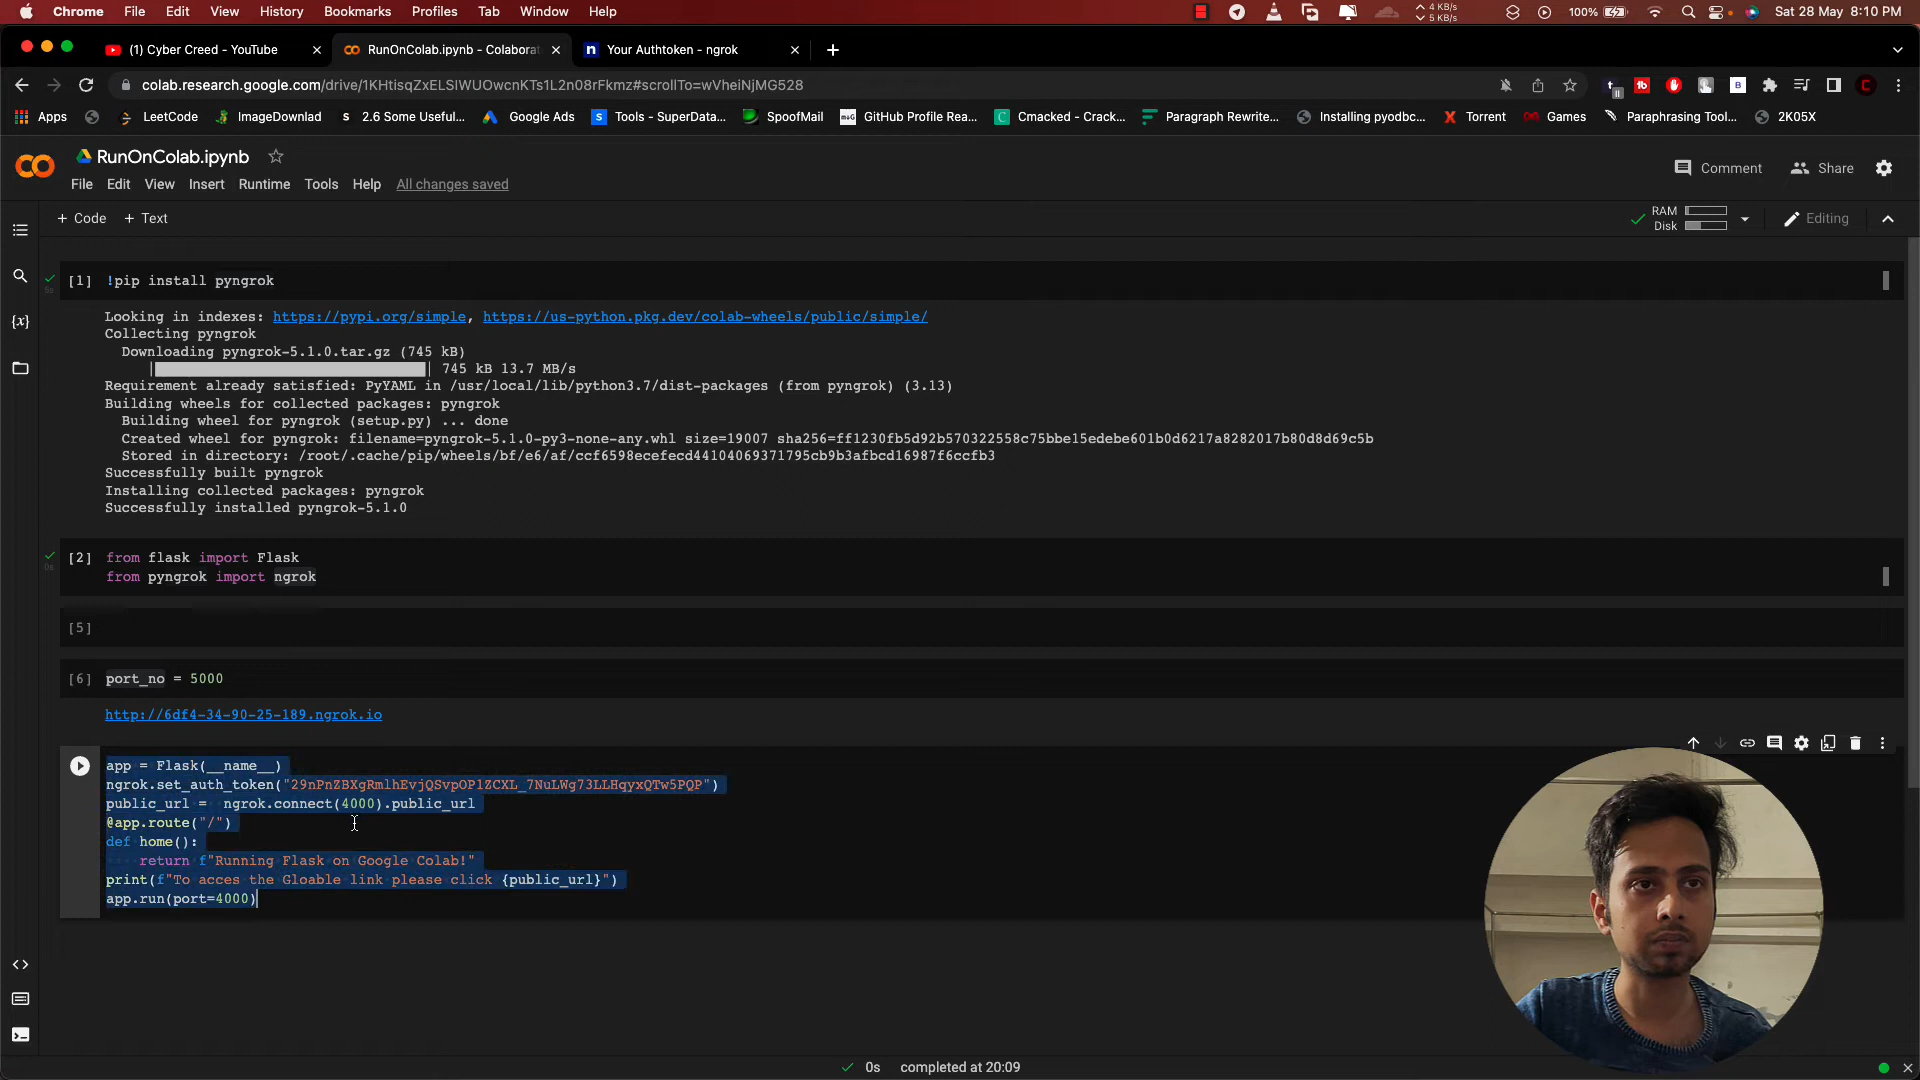 Chrome File Edit View History Bookmarks Profiles Tab Window Help 4 KB/s 5 KB/s 100% Sat 28 May 8:10 PM
(1) Cyber Creed - YouTube RunOnColab.ipynb - Colaborat Your Authtoken - ngrok
colab.research.google.com/drive/1KHtisqZxELSIWUOwcnKTs1L2n08rFkmz#scrollTo=wVheiNjMG528
Apps LeetCode ImageDownlad 2.6 Some Useful... Google Ads Tools - SuperData... SpoofMail GitHub Profile Rea... Cmacked - Crack... Paragraph Rewrite... Installing pyodbc... Torrent Games Paraphrasing Tool... 2K05X
RunOnColab.ipynb
Comment Share
File Edit View Insert Runtime Tools Help All changes saved
+ Code + Text RAM Disk Editing
[1] !pip install pyngrok
5s
Looking in indexes: https://pypi.org/simple, https://us-python.pkg.dev/colab-wheels/public/simple/
Collecting pyngrok
Downloading pyngrok-5.1.0.tar.gz (745 kB)
745 kB 13.7 MB/s
Requirement already satisfied: PyYAML in /usr/local/lib/python3.7/dist-packages (from pyngrok) (3.13)
Building wheels for collected packages: pyngrok
Building wheel for pyngrok (setup.py) ... done
Created wheel for pyngrok: filename=pyngrok-5.1.0-py3-none-any.whl size=19007 sha256=ff1230fb5d92b570322558c75bbe15edebe601b0d6217a8282017b80d8d69c5b
Stored in directory: /root/.cache/pip/wheels/bf/e6/af/ccf6598ecefecd44104069371795cb9b3afbcd16987f6ccfb3
Successfully built pyngrok
Installing collected packages: pyngrok
Successfully installed pyngrok-5.1.0
[2] from flask import Flask
0s
from pyngrok import ngrok
[5]
[6] port_no = 5000
http://6df4-34-90-25-189.ngrok.io
app = Flask(__name__)
ngrok.set_auth_token("29nPnZBXgRmlhEvjQSvpOP1ZCXL_7NuLWg73LLHqyxQTw5PQP")
public_url = ngrok.connect(4000).public_url
@app.route("/")
def home():
return f"Running Flask on Google Colab!"
print(f"To acces the Gloable link please click {public_url}")
app.run(port=4000)
0s completed at 20:09